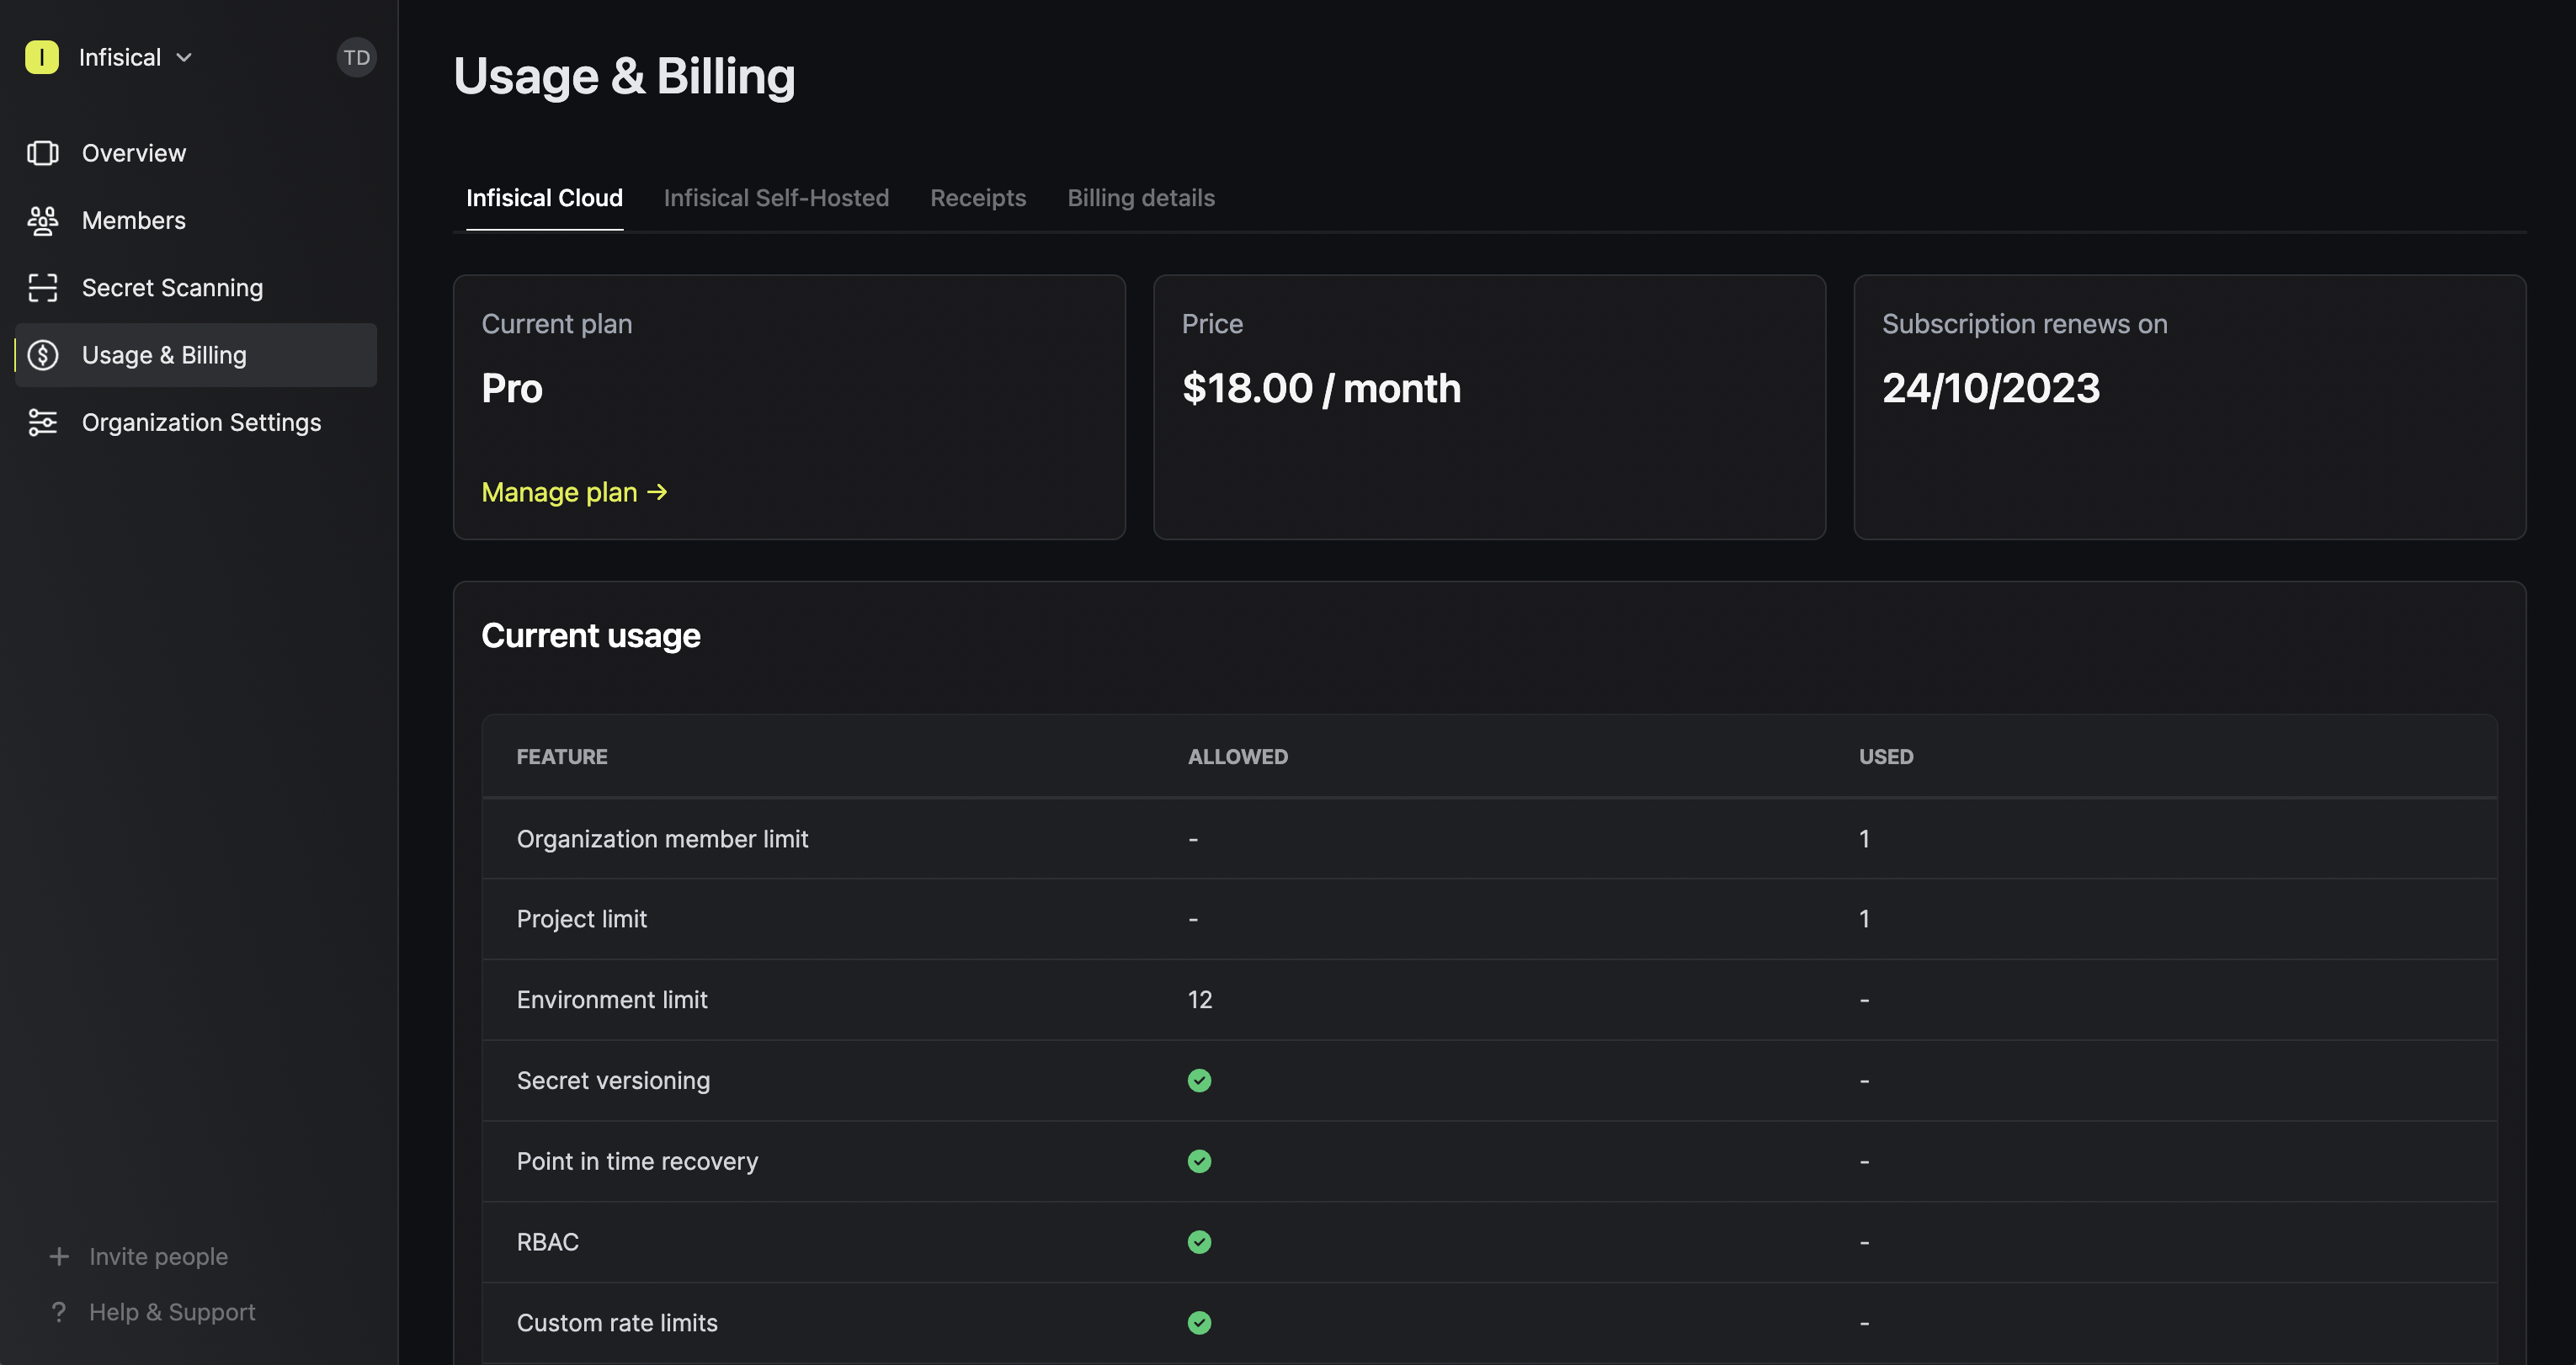 I Infisical TD
Overview
Members
Secret Scanning
Usage & Billing
Organization Settings
+ Invite people
? Help & Support
Usage & Billing
Infisical Cloud Infisical Self-Hosted Receipts Billing details
Current plan
Pro
Manage plan →
Price
$18.00 / month
Subscription renews on
24/10/2023
Current usage
FEATURE ALLOWED USED
Organization member limit - 1
Project limit - 1
Environment limit 12 -
Secret versioning -
Point in time recovery -
RBAC -
Custom rate limits -